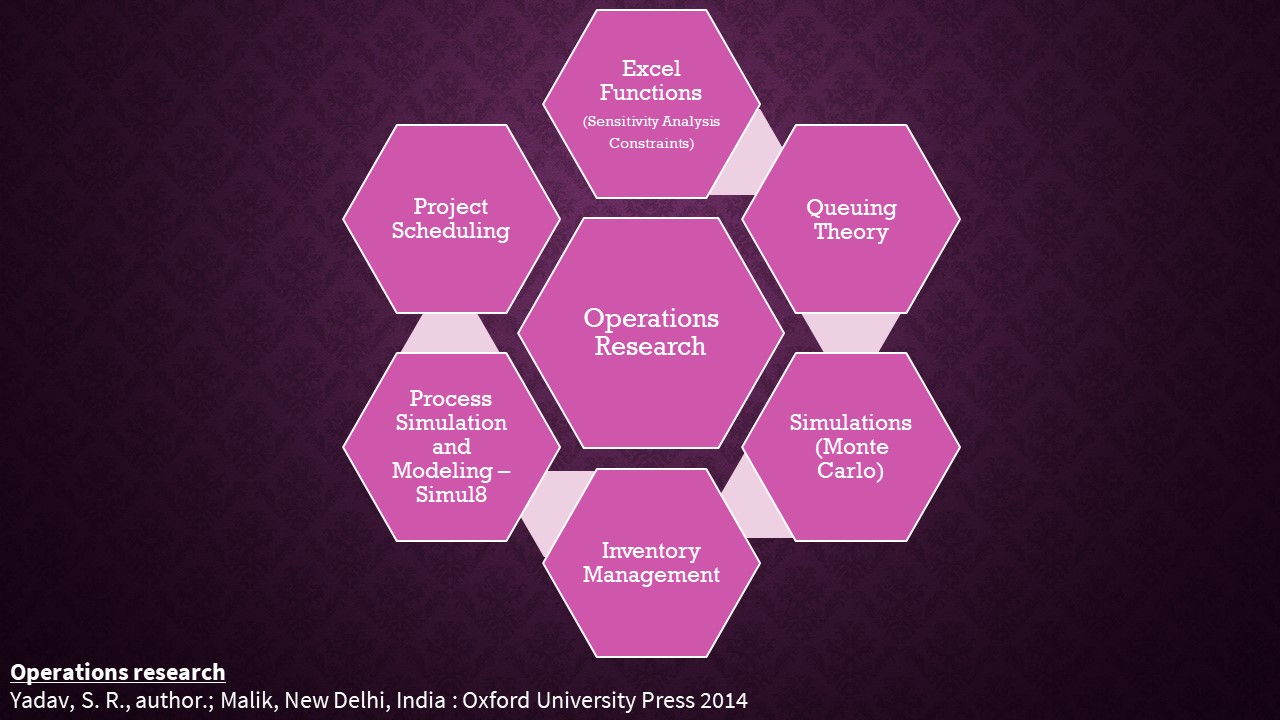 Excel
Functions
(Sensitivity Analysis
Constraints)
Project
Scheduling
Queuing
Theory
Operations
Research
Process
Simulation
and
Modeling –
Simul8
Simulations
(Monte
Carlo)
Inventory
Management
Operations research
Yadav, S. R., author.; Malik, New Delhi, India : Oxford University Press 2014